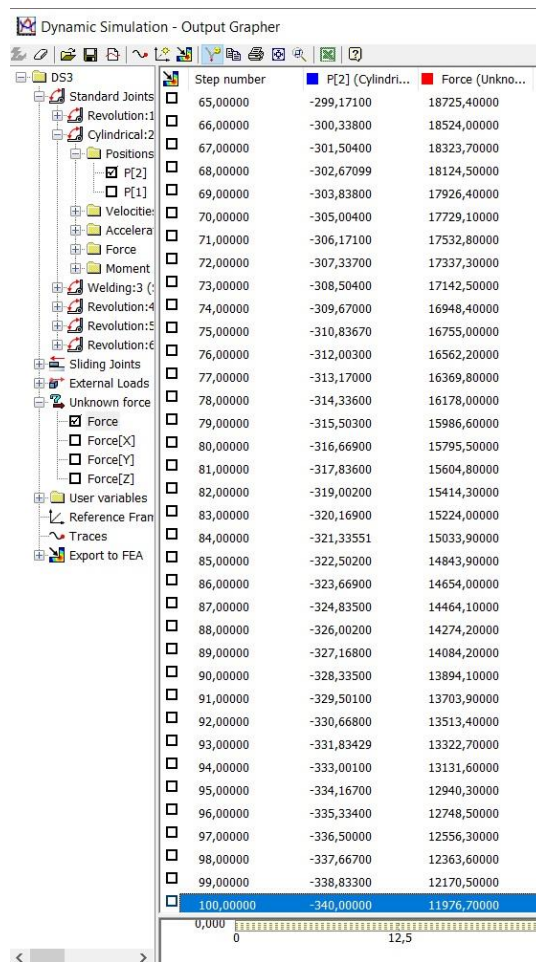 Dynamic Simulation - Output Grapher
DS3
Standard Joints
Revolution:1
Cylindrical:2
Positions
P[2]
P[1]
Velocitie
Accelera
Force
Moment
Welding:3 (
Revolution:4
Revolution:5
Revolution:6
Sliding Joints
External Loads
Unknown force
Force
Force[X]
Force[Y]
Force[Z]
User variables
Reference Fran
Traces
Export to FEA
Step number P[2] (Cylindri... Force (Unkno...
65,00000 -299,17100 18725,40000
66,00000 -300,33800 18524,00000
67,00000 -301,50400 18323,70000
68,00000 -302,67099 18124,50000
69,00000 -303,83800 17926,40000
70,00000 -305,00400 17729,10000
71,00000 -306,17100 17532,80000
72,00000 -307,33700 17337,30000
73,00000 -308,50400 17142,50000
74,00000 -309,67000 16948,40000
75,00000 -310,83670 16755,00000
76,00000 -312,00300 16562,20000
77,00000 -313,17000 16369,80000
78,00000 -314,33600 16178,00000
79,00000 -315,50300 15986,60000
80,00000 -316,66900 15795,50000
81,00000 -317,83600 15604,80000
82,00000 -319,00200 15414,30000
83,00000 -320,16900 15224,00000
84,00000 -321,33551 15033,90000
85,00000 -322,50200 14843,90000
86,00000 -323,66900 14654,00000
87,00000 -324,83500 14464,10000
88,00000 -326,00200 14274,20000
89,00000 -327,16800 14084,20000
90,00000 -328,33500 13894,10000
91,00000 -329,50100 13703,90000
92,00000 -330,66800 13513,40000
93,00000 -331,83429 13322,70000
94,00000 -333,00100 13131,60000
95,00000 -334,16700 12940,30000
96,00000 -335,33400 12748,50000
97,00000 -336,50000 12556,30000
98,00000 -337,66700 12363,60000
99,00000 -338,83300 12170,50000
100,00000 -340,00000 11976,70000
0,000
0 12,5